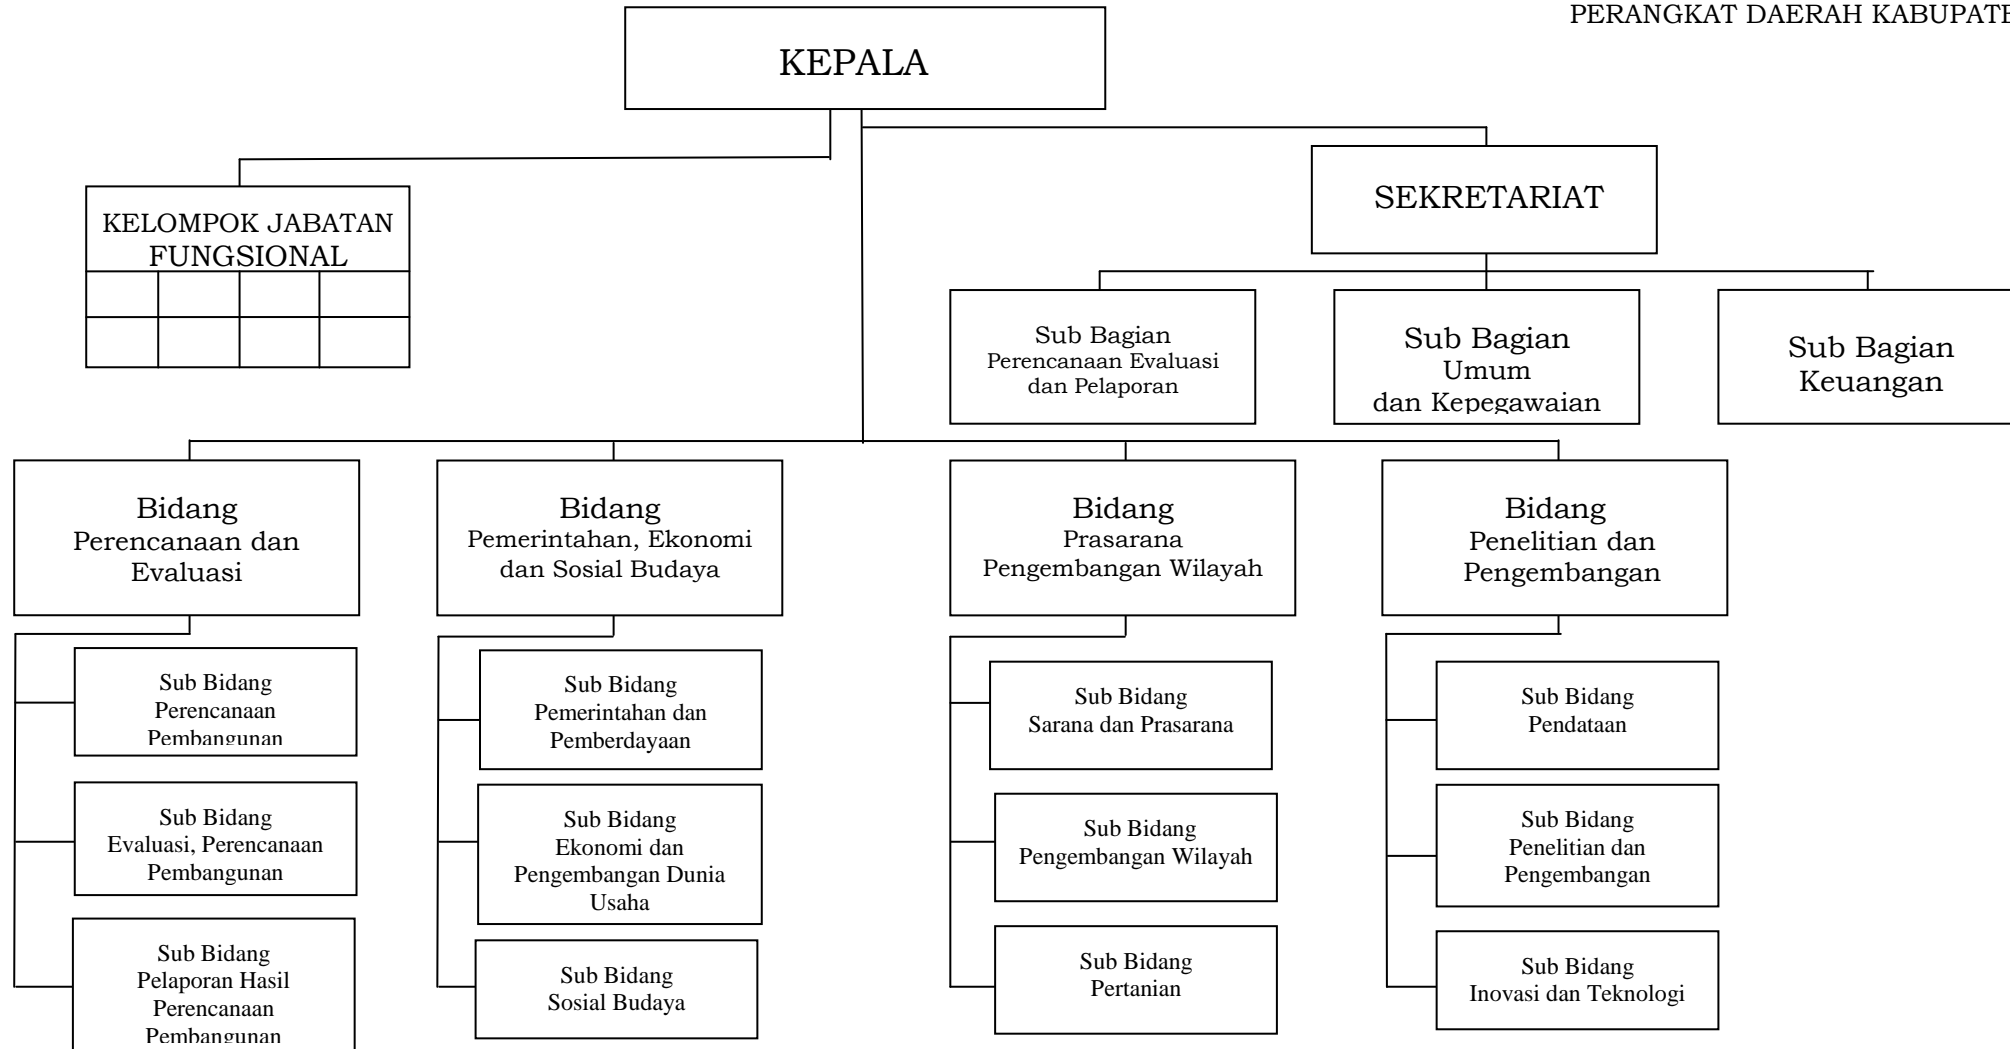 PERANGKAT DAERAH KABUPATE
KEPALA
KELOMPOK JABATAN
FUNGSIONAL
SEKRETARIAT
Sub Bagian
Perencanaan Evaluasi
dan Pelaporan
Sub Bagian
Umum
dan Kepegawaian
Sub Bagian
Keuangan
Bidang
Perencanaan dan
Evaluasi
Bidang
Pemerintahan, Ekonomi
dan Sosial Budaya
Bidang
Prasarana
Pengembangan Wilayah
Bidang
Penelitian dan
Pengembangan
Sub Bidang
Perencanaan
Pembangunan
Sub Bidang
Evaluasi, Perencanaan
Pembangunan
Sub Bidang
Pelaporan Hasil
Perencanaan
Pembangunan
Sub Bidang
Pemerintahan dan
Pemberdayaan
Sub Bidang
Ekonomi dan
Pengembangan Dunia
Usaha
Sub Bidang
Sosial Budaya
Sub Bidang
Sarana dan Prasarana
Sub Bidang
Pengembangan Wilayah
Sub Bidang
Pertanian
Sub Bidang
Pendataan
Sub Bidang
Penelitian dan
Pengembangan
Sub Bidang
Inovasi dan Teknologi